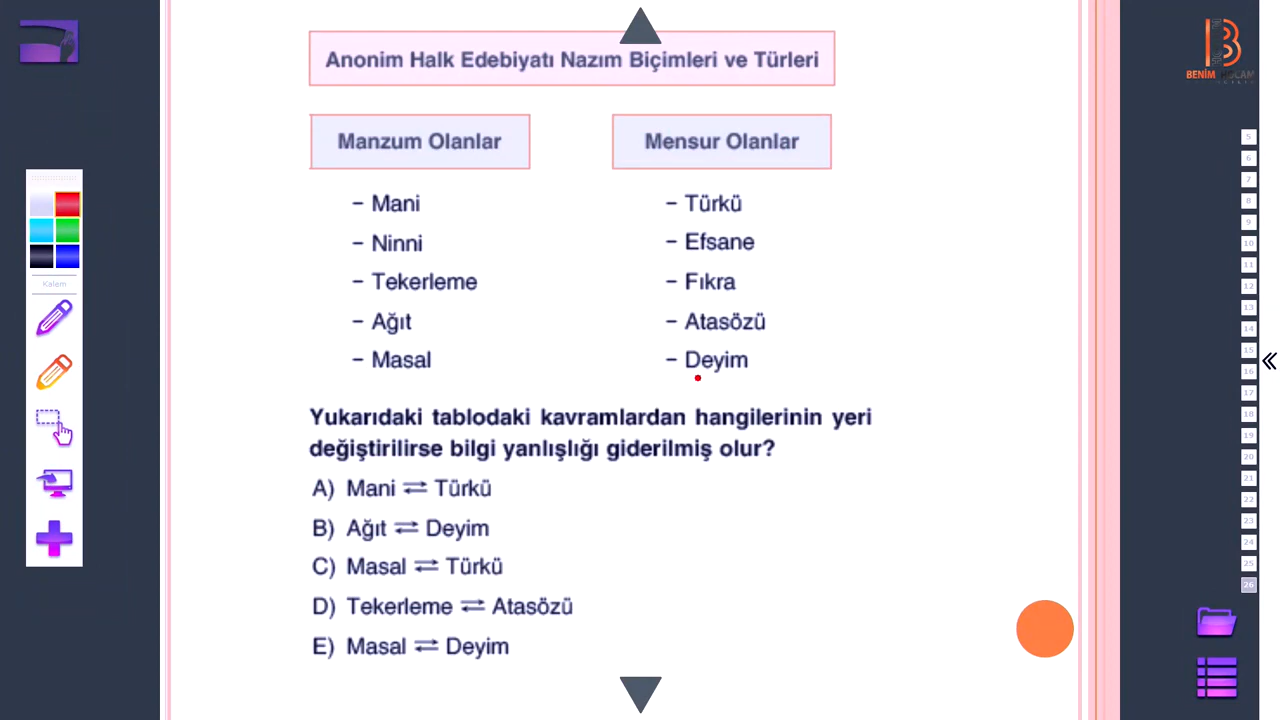 BENİM HOCAM
Anonim Halk Edebiyatı Nazım Biçimleri ve Türleri
Manzum Olanlar
Mensur Olanlar
– Mani
– Ninni
– Tekerleme
– Ağıt
– Masal
– Türkü
– Efsane
– Fıkra
– Atasözü
– Deyim
Yukarıdaki tablodaki kavramlardan hangilerinin yeri
değiştirilirse bilgi yanlışlığı giderilmiş olur?
A) Mani ⇄ Türkü
B) Ağıt ⇄ Deyim
C) Masal ⇄ Türkü
D) Tekerleme ⇄ Atasözü
E) Masal ⇄ Deyim
Kalem
5
6
7
8
9
10
11
12
13
14
15
16
17
18
19
20
21
22
23
24
25
26